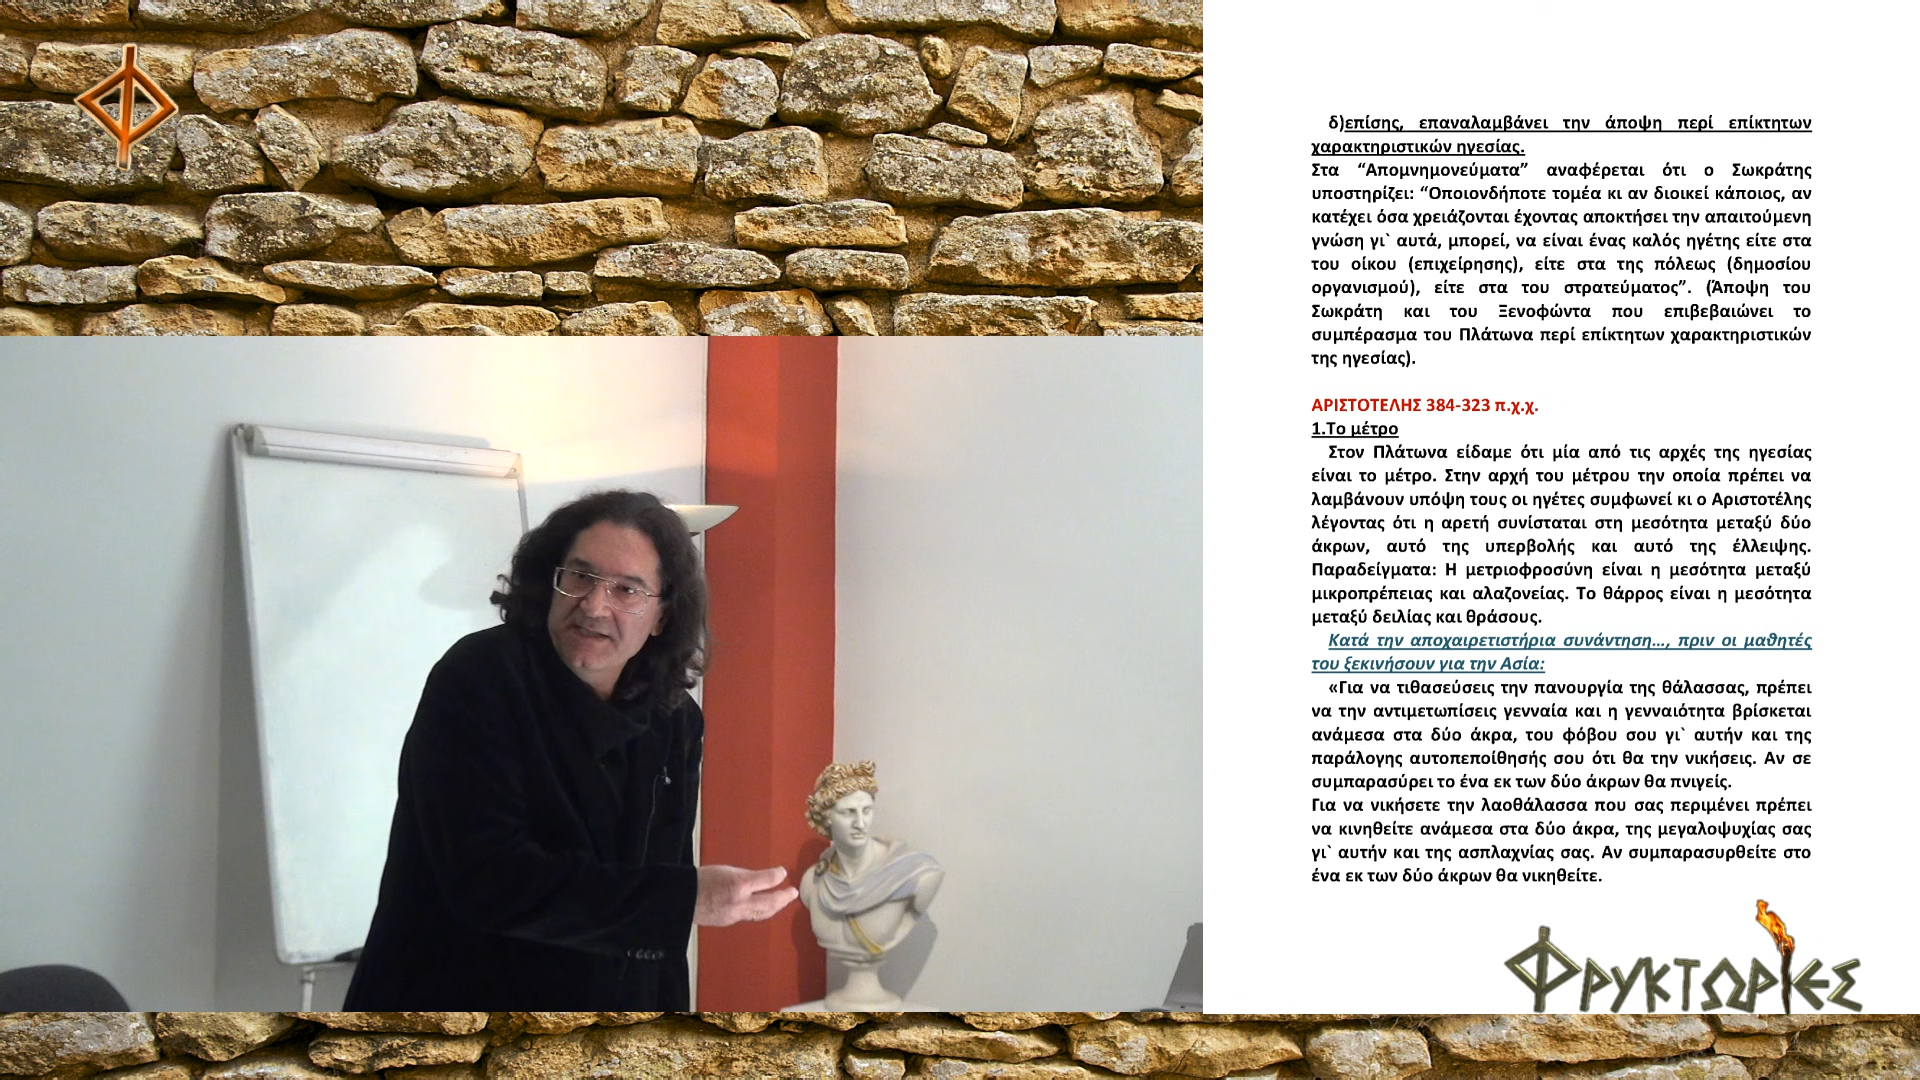 δ)επίσης, επαναλαμβάνει την άποψη περί επίκτητων
χαρακτηριστικών ηγεσίας.
Στα “Απομνημονεύματα” αναφέρεται ότι ο Σωκράτης
υποστηρίζει: “Οποιονδήποτε τομέα κι αν διοικεί κάποιος, αν
κατέχει όσα χρειάζονται έχοντας αποκτήσει την απαιτούμενη
γνώση γι` αυτά, μπορεί, να είναι ένας καλός ηγέτης είτε στα
του οίκου (επιχείρησης), είτε στα της πόλεως (δημοσίου
οργανισμού), είτε στα του στρατεύματος”. (Άποψη του
Σωκράτη και του Ξενοφώντα που επιβεβαιώνει το
συμπέρασμα του Πλάτωνα περί επίκτητων χαρακτηριστικών
της ηγεσίας).
ΑΡΙΣΤΟΤΕΛΗΣ 384-323 π.χ.χ.
1.Το μέτρο
Στον Πλάτωνα είδαμε ότι μία από τις αρχές της ηγεσίας
είναι το μέτρο. Στην αρχή του μέτρου την οποία πρέπει να
λαμβάνουν υπόψη τους οι ηγέτες συμφωνεί κι ο Αριστοτέλης
λέγοντας ότι η αρετή συνίσταται στη μεσότητα μεταξύ δύο
άκρων, αυτό της υπερβολής και αυτό της έλλειψης.
Παραδείγματα: Η μετριοφροσύνη είναι η μεσότητα μεταξύ
μικροπρέπειας και αλαζονείας. Το θάρρος είναι η μεσότητα
μεταξύ δειλίας και θράσους.
Κατά την αποχαιρετιστήρια συνάντηση..., πριν οι μαθητές
του ξεκινήσουν για την Ασία:
«Για να τιθασεύσεις την πανουργία της θάλασσας, πρέπει
να την αντιμετωπίσεις γενναία και η γενναιότητα βρίσκεται
ανάμεσα στα δύο άκρα, του φόβου σου γι` αυτήν και της
παράλογης αυτοπεποίθησής σου ότι θα την νικήσεις. Αν σε
συμπαρασύρει το ένα εκ των δύο άκρων θα πνιγείς.
Για να νικήσετε την λαοθάλασσα που σας περιμένει πρέπει
να κινηθείτε ανάμεσα στα δύο άκρα, της μεγαλοψυχίας σας
γι` αυτήν και της ασπλαχνίας σας. Αν συμπαρασυρθείτε στο
ένα εκ των δύο άκρων θα νικηθείτε.
ΦΡΥΚΤΩΡΙΕΣ